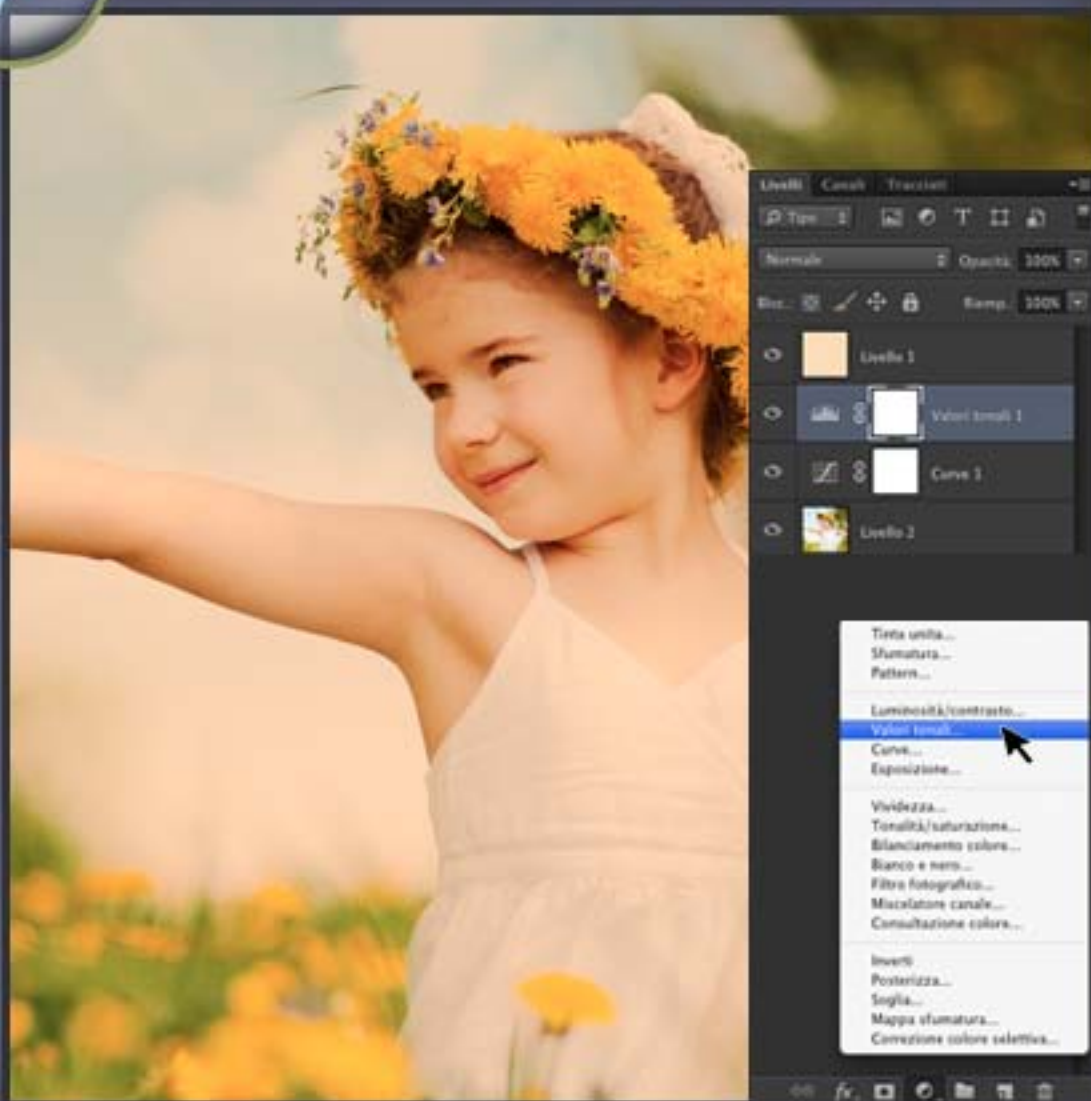 Livelli Canali Tracciati
Tipo
Normale Opacità: 100%
Bloc.: Riemp.: 100%
Livello 1
Valori tonali 1
Curve 1
Livello 2
Tinta unita...
Sfumatura...
Pattern...
Luminosità/contrasto...
Valori tonali...
Curve...
Esposizione...
Vividezza...
Tonalità/saturazione...
Bilanciamento colore...
Bianco e nero...
Filtro fotografico...
Miscelatore canale...
Consultazione colore...
Inverti
Posterizza...
Soglia...
Mappa sfumatura...
Correzione colore selettiva...
fx